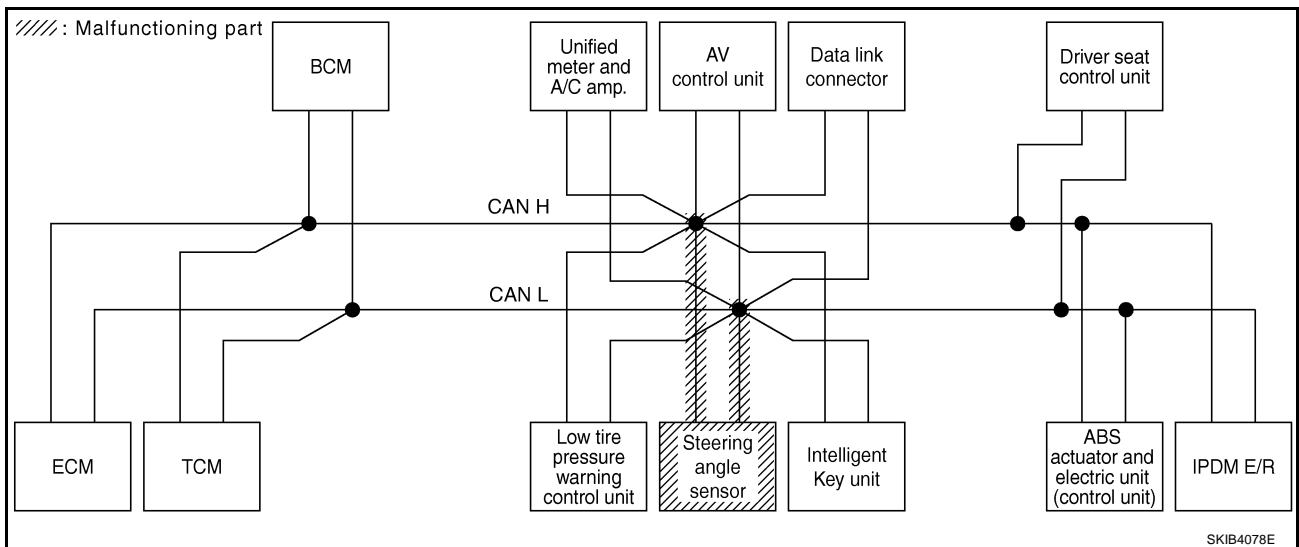 : Malfunctioning part
BCM
Unified
meter and
A/C amp.
AV
control unit
Data link
connector
Driver seat
control unit
CAN H
CAN L
ECM
TCM
Low tire
pressure
warning
control unit
Steering
angle
sensor
Intelligent
Key unit
ABS
actuator and
electric unit
(control unit)
IPDM E/R
SKIB4078E